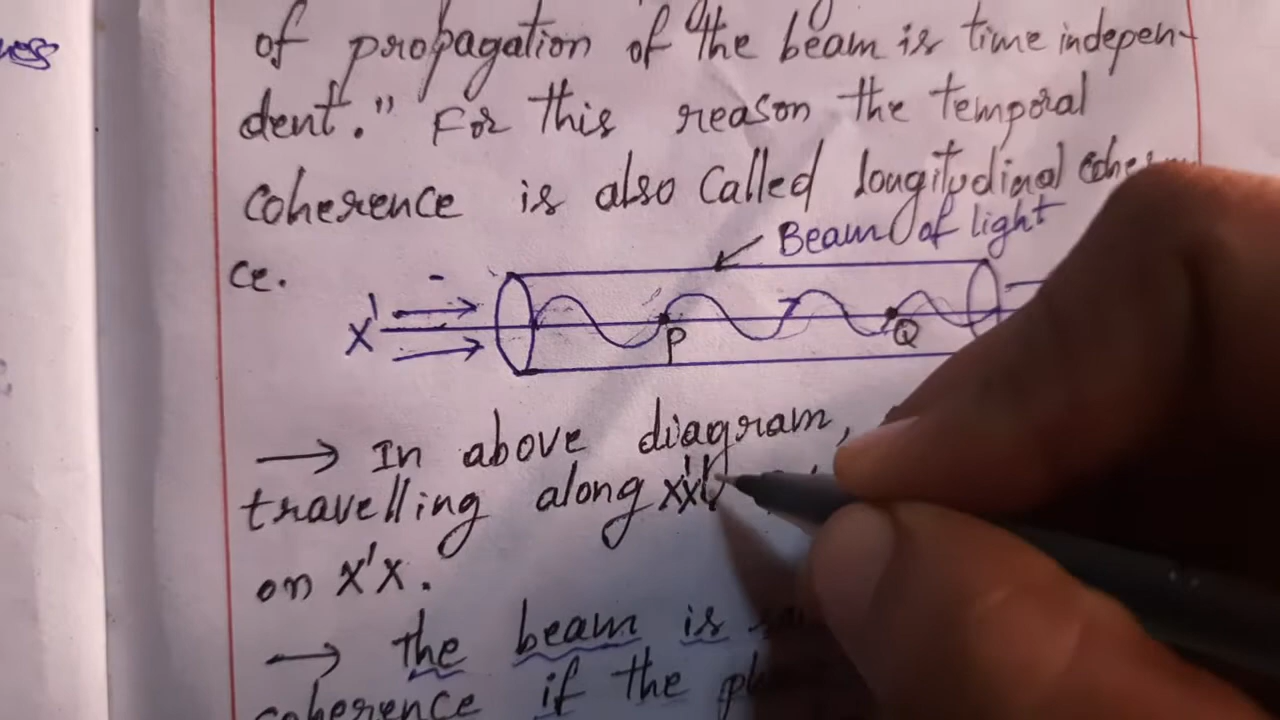 of propagation of the beam is time indepen-
dent." For this reason the temporal
coherence is also called longitudinal coheren
ce.
Beam of light
X'
P
Q
→ In above diagram,
travelling along
on x'x.
→ the beam is
coherence if the